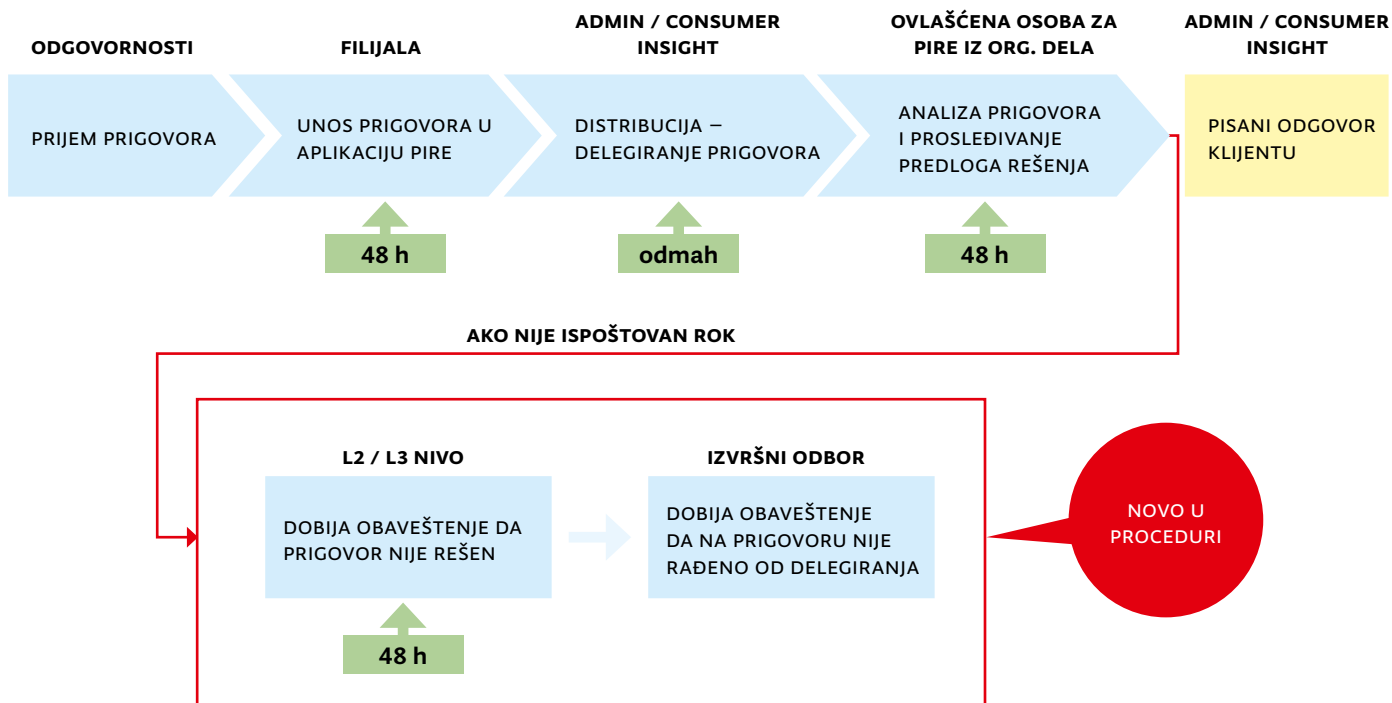 ODGOVORNOSTI
FILIJALA
ADMIN / CONSUMER
INSIGHT
OVLAŠĆENA OSOBA ZA
PIRE IZ ORG. DELA
ADMIN / CONSUMER
INSIGHT
PRIJEM PRIGOVORA
UNOS PRIGOVORA U
APLIKACIJU PIRE
DISTRIBUCIJA –
DELEGIRANJE PRIGOVORA
ANALIZA PRIGOVORA
I PROSLEĐIVANJE
PREDLOGA REŠENJA
PISANI ODGOVOR
KLIJENTU
48 h
odmah
48 h
AKO NIJE ISPOŠTOVAN ROK
L2 / L3 NIVO
DOBIJA OBAVEŠTENJE DA
PRIGOVOR NIJE REŠEN
48 h
IZVRŠNI ODBOR
DOBIJA OBAVEŠTENJE
DA NA PRIGOVORU NIJE
RAĐENO OD DELEGIRANJA
NOVO U
PROCEDURI